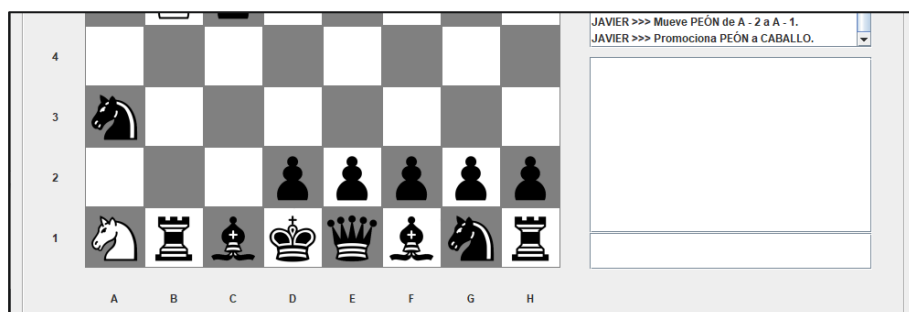 JAVIER >>> Mueve PEÓN de A - 2 a A - 1.
JAVIER >>> Promociona PEÓN a CABALLO.
4
3
2
1
A B C D E F G H